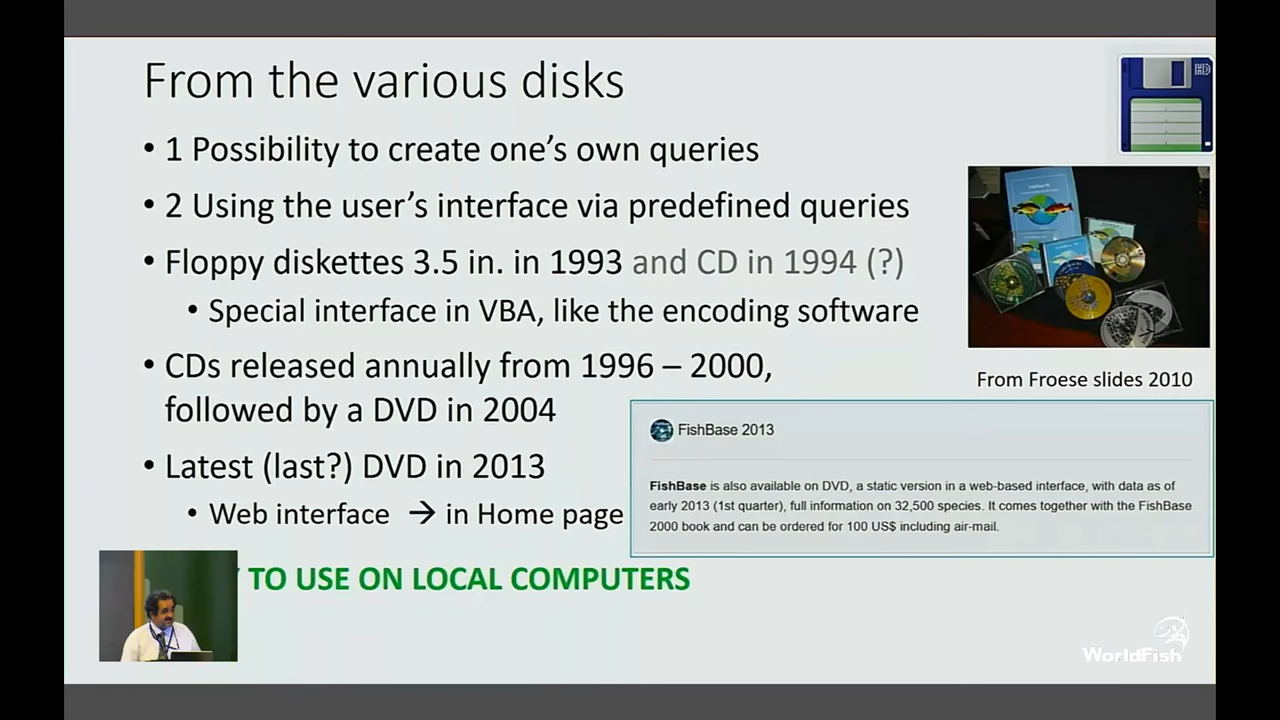 From the various disks
• 1 Possibility to create one’s own queries
• 2 Using the user’s interface via predefined queries
• Floppy diskettes 3.5 in. in 1993 and CD in 1994 (?)
• Special interface in VBA, like the encoding software
• CDs released annually from 1996 – 2000,
followed by a DVD in 2004
• Latest (last?) DVD in 2013
• Web interface → in Home page
TO USE ON LOCAL COMPUTERS
HD
From Froese slides 2010
FishBase 2013
FishBase is also available on DVD, a static version in a web-based interface, with data as of
early 2013 (1st quarter), full information on 32,500 species. It comes together with the FishBase
2000 book and can be ordered for 100 US$ including air-mail.
WorldFish